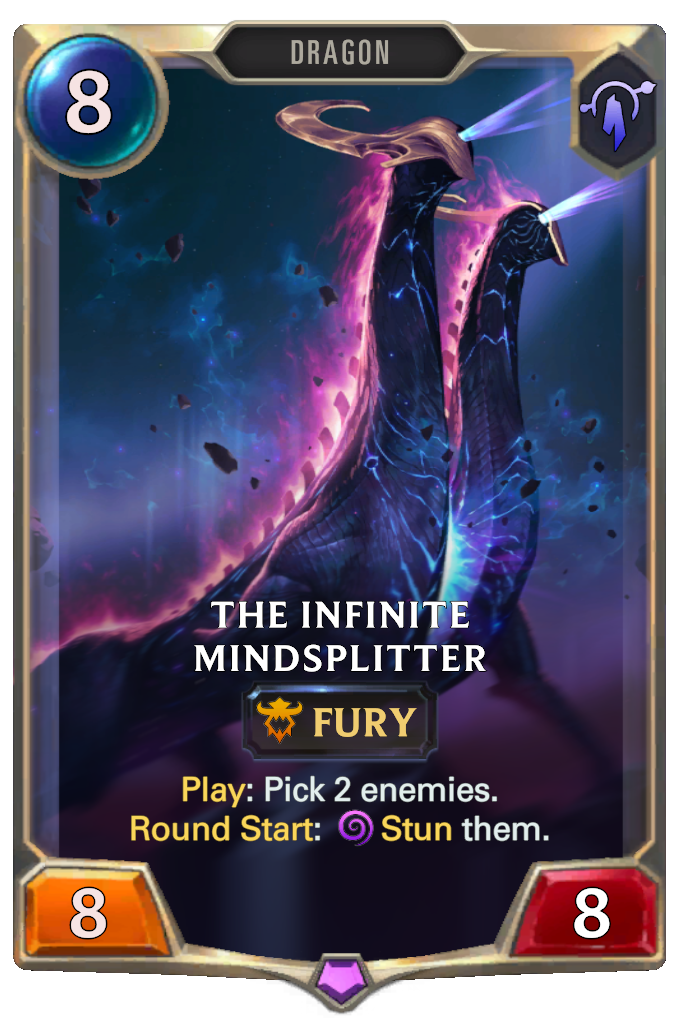 DRAGON
8
THE INFINITE
MINDSPLITTER
FURY
Play: Pick 2 enemies.
Round Start: Stun them.
8
8